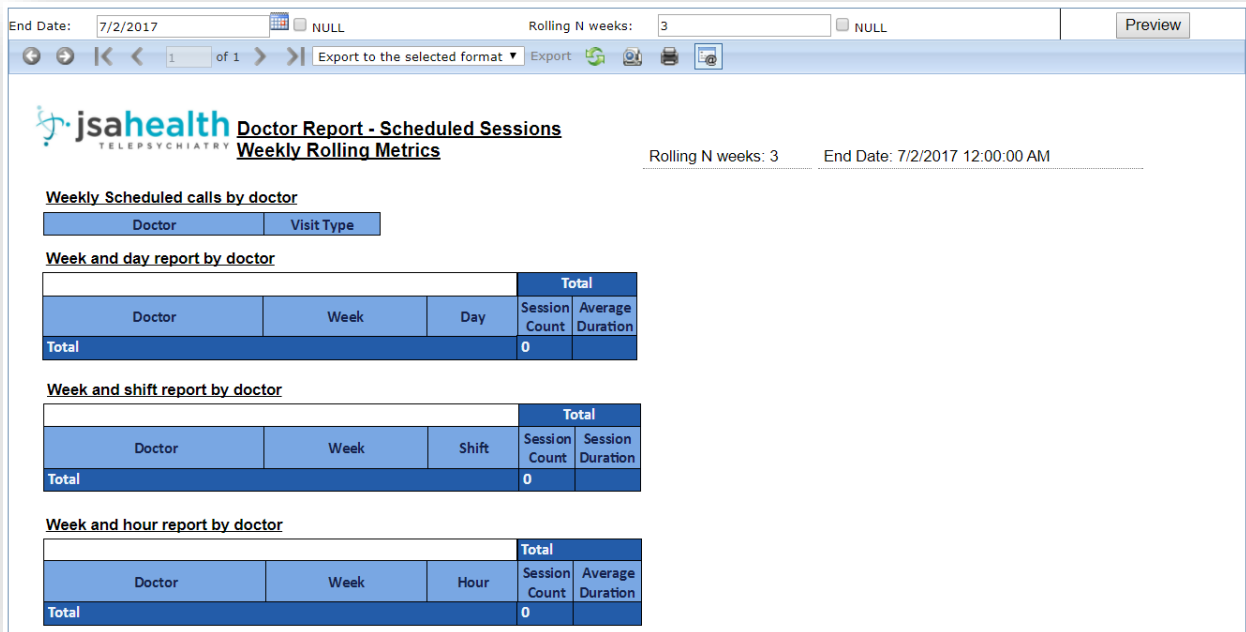 End Date: 7/2/2017 NULL Rolling N weeks: 3 NULL Preview
1 of 1 Export to the selected format Export
jsahealth
TELEPSYCHIATRY
Doctor Report - Scheduled Sessions
Weekly Rolling Metrics
Rolling N weeks: 3 End Date: 7/2/2017 12:00:00 AM
Weekly Scheduled calls by doctor
Doctor Visit Type
Week and day report by doctor
Total
Doctor Week Day Session Count Average Duration
Total 0
Week and shift report by doctor
Total
Doctor Week Shift Session Count Session Duration
Total 0
Week and hour report by doctor
Total
Doctor Week Hour Session Count Average Duration
Total 0